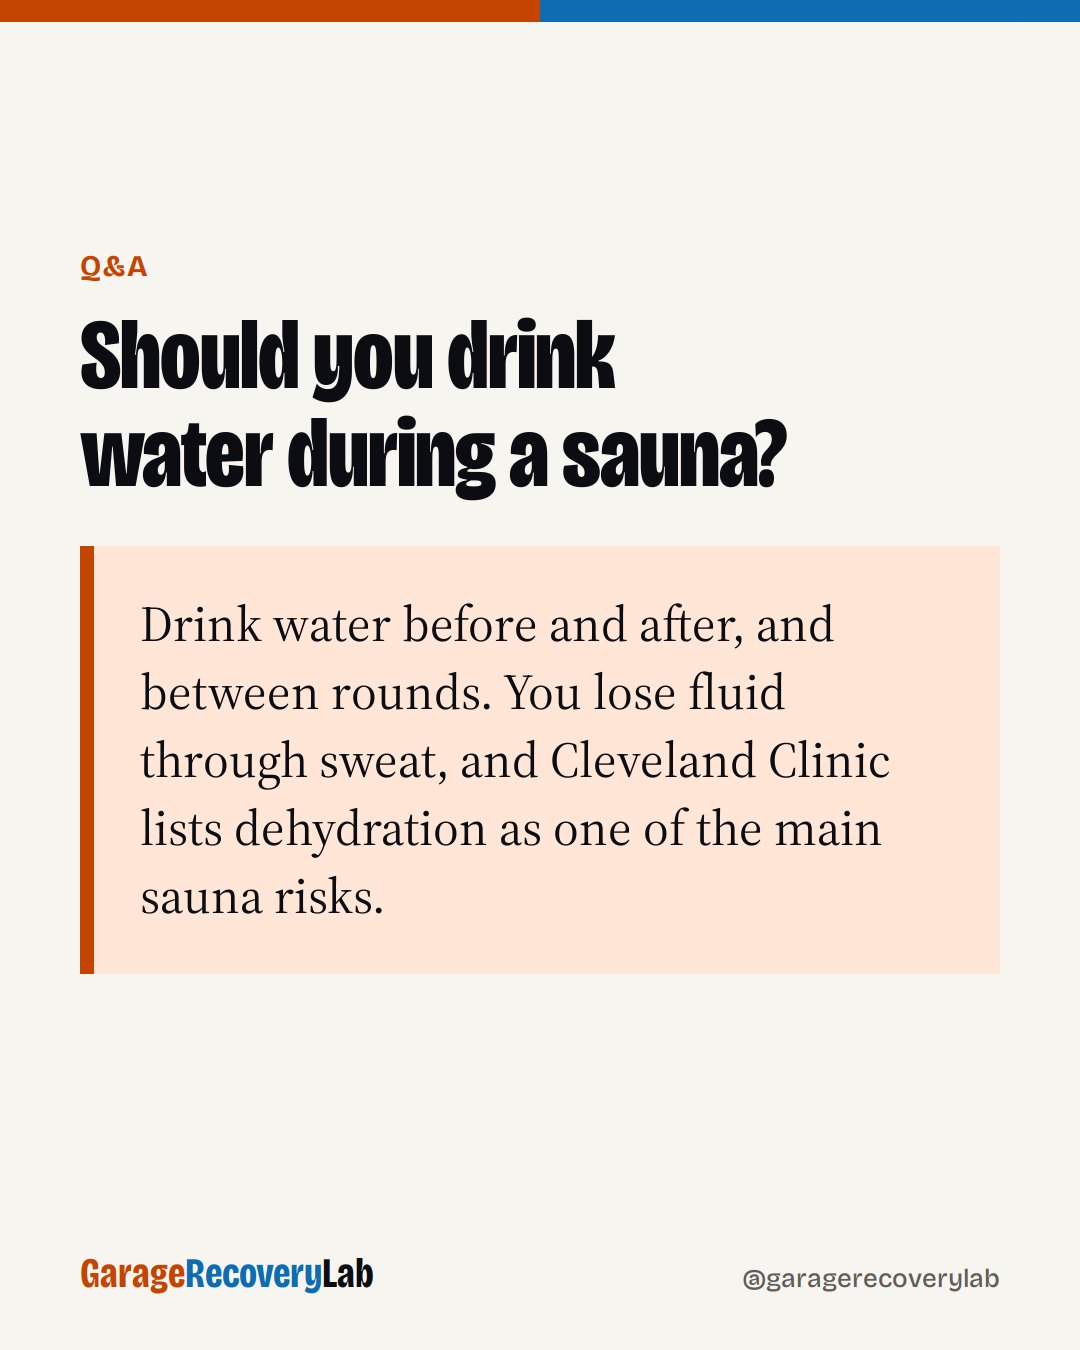 Q&A
Should you drink
water during a sauna?
Drink water before and after, and
between rounds. You lose fluid
through sweat, and Cleveland Clinic
lists dehydration as one of the main
sauna risks.
GarageRecoveryLab
@garagerecoverylab